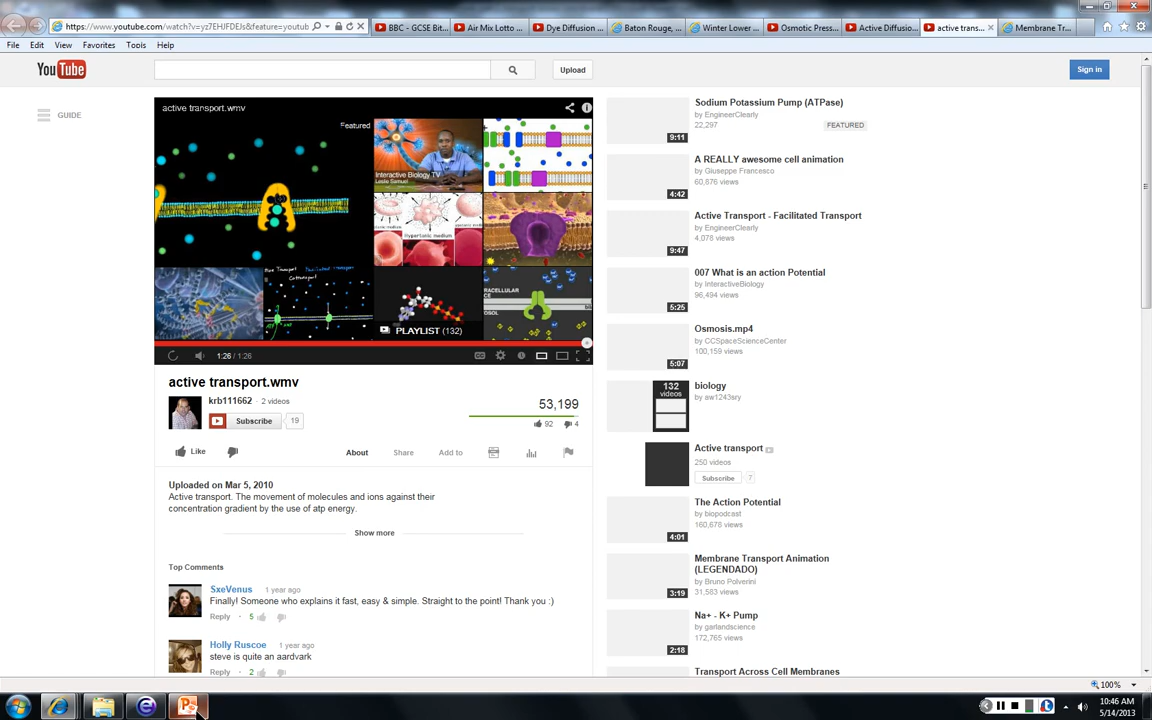 https://www.youtube.com/watch?v=yz7EHJFDEJs&feature=youtub
BBC - GCSE Bit...
Air Mix Lotto ...
Dye Diffusion ...
Baton Rouge, ...
Winter Lower ...
Osmotic Press...
Active Diffusio...
active trans...
Membrane Tr...
File Edit View Favorites Tools Help
YouTube
Upload
Sign in
GUIDE
active transport.wmv
Featured
Interactive Biology TV
Leslie Samuel
Hypertonic medium
PLAYLIST (132)
1:26 / 1:26
active transport.wmv
krb111662 · 2 videos
Subscribe 19
53,199
92 4
Like
About Share Add to
Uploaded on Mar 5, 2010
Active transport. The movement of molecules and ions against their
concentration gradient by the use of atp energy.
Show more
Top Comments
SxeVenus 1 year ago
Finally! Someone who explains it fast, easy & simple. Straight to the point! Thank you :)
Reply · 5
Holly Ruscoe 1 year ago
steve is quite an aardvark
Reply · 2
Sodium Potassium Pump (ATPase)
by EngineerClearly
22,297
FEATURED
9:11
A REALLY awesome cell animation
by Giuseppe Francesco
60,876 views
4:42
Active Transport - Facilitated Transport
by EngineerClearly
4,078 views
9:47
007 What is an action Potential
by InteractiveBiology
96,494 views
5:25
Osmosis.mp4
by CCSpaceScienceCenter
100,159 views
5:07
132
videos
biology
by aw1243sry
Active transport
250 videos
Subscribe 7
The Action Potential
by biopodcast
160,676 views
4:01
Membrane Transport Animation
(LEGENDADO)
by Bruno Polverini
31,583 views
3:19
Na+ - K+ Pump
by garlandscience
172,765 views
2:18
Transport Across Cell Membranes
100%
10:46 AM
5/14/2013